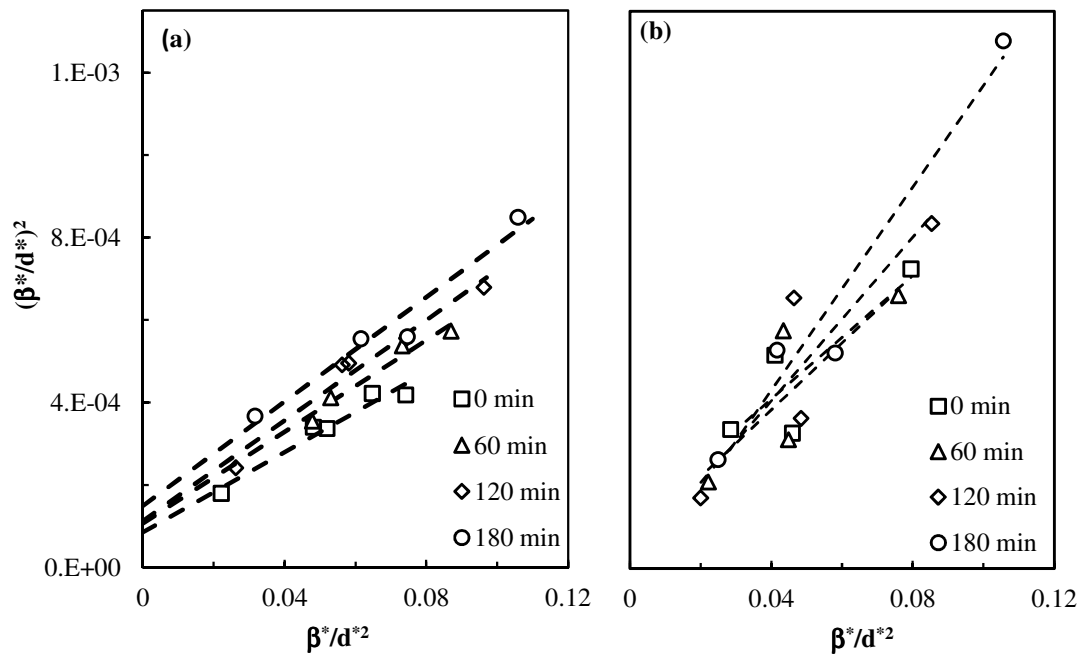 (a)
1.E-03
8.E-04
4.E-04
0.E+00
(β*/d*)²
0 min
60 min
120 min
180 min
0 0.04 0.08 0.12
β*/d*²
(b)
0 min
60 min
120 min
180 min
0 0.04 0.08 0.12
β*/d*²